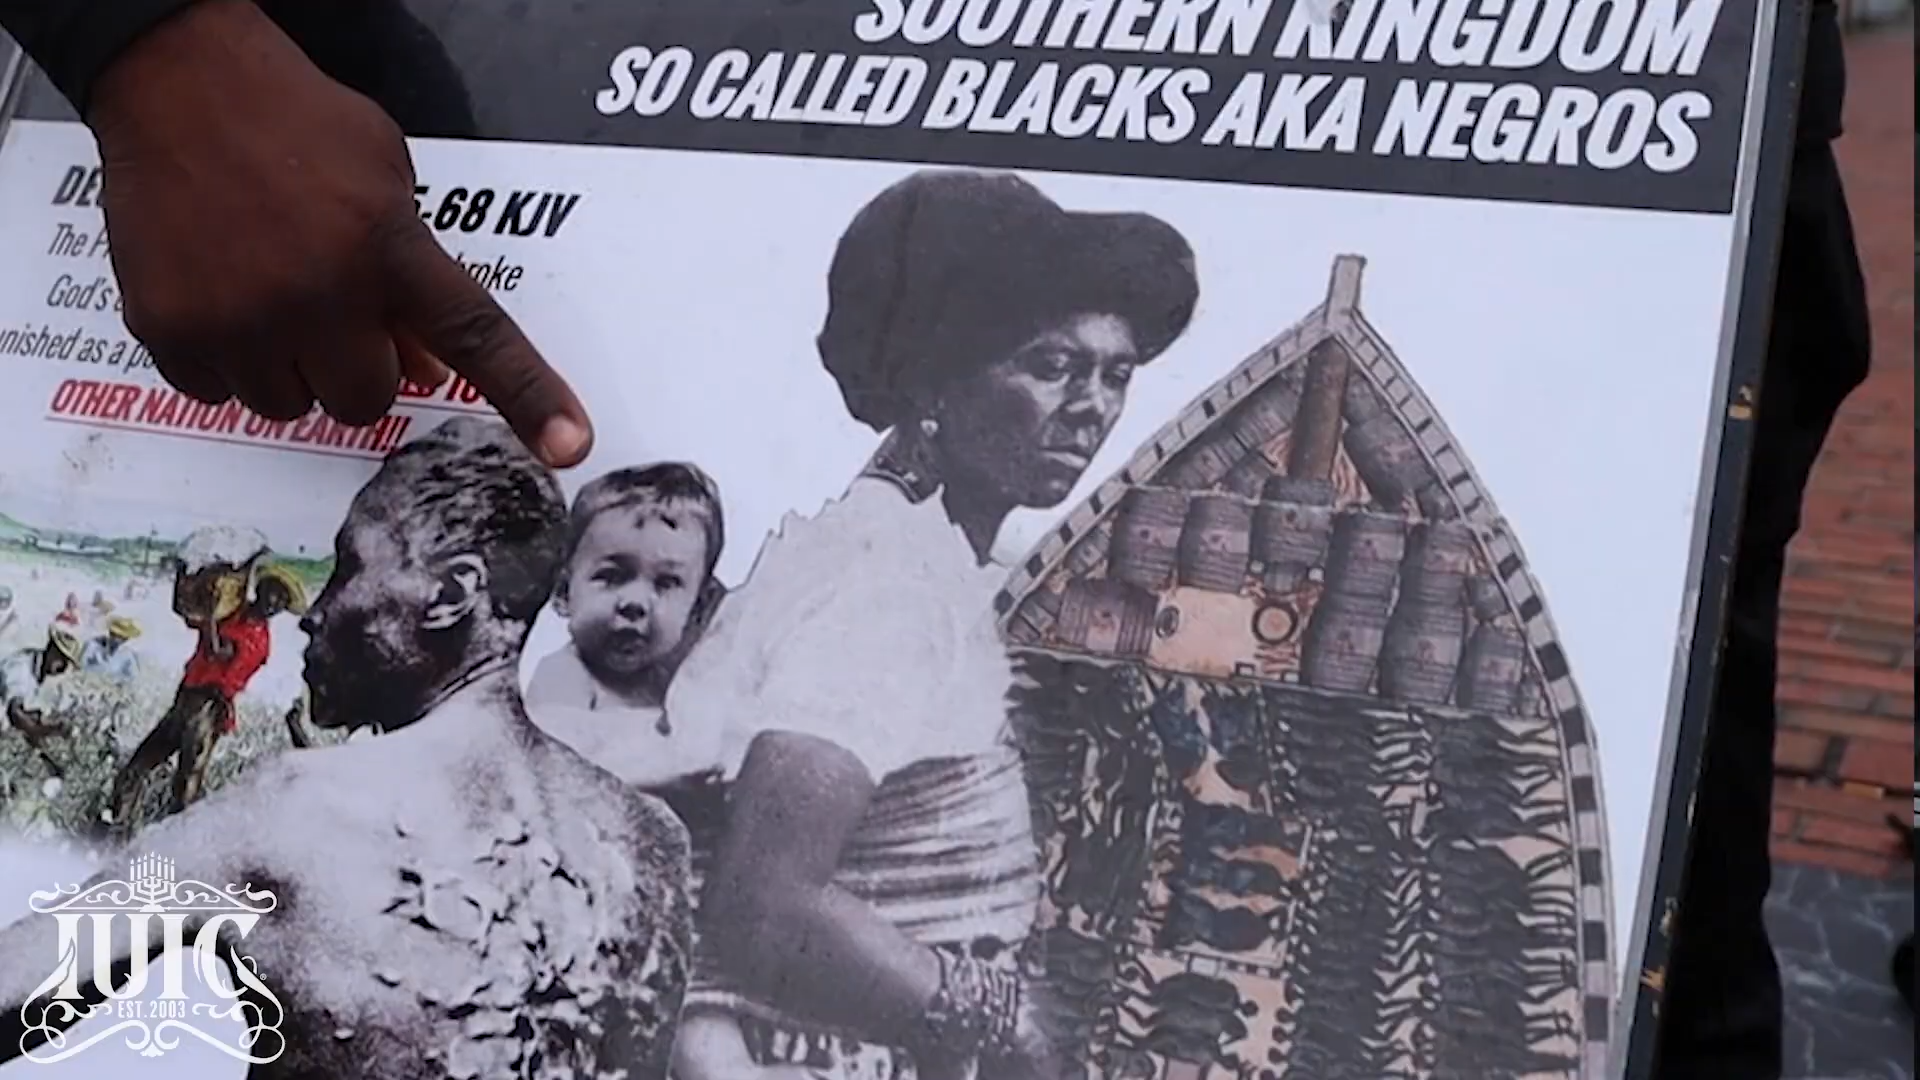 SOUTHERN KINGDOM
SO CALLED BLACKS AKA NEGROS
5-68 KJV
The
broke
God's
as a
OTHER NATION ON EARTH!!
IUIC
EST. 2003